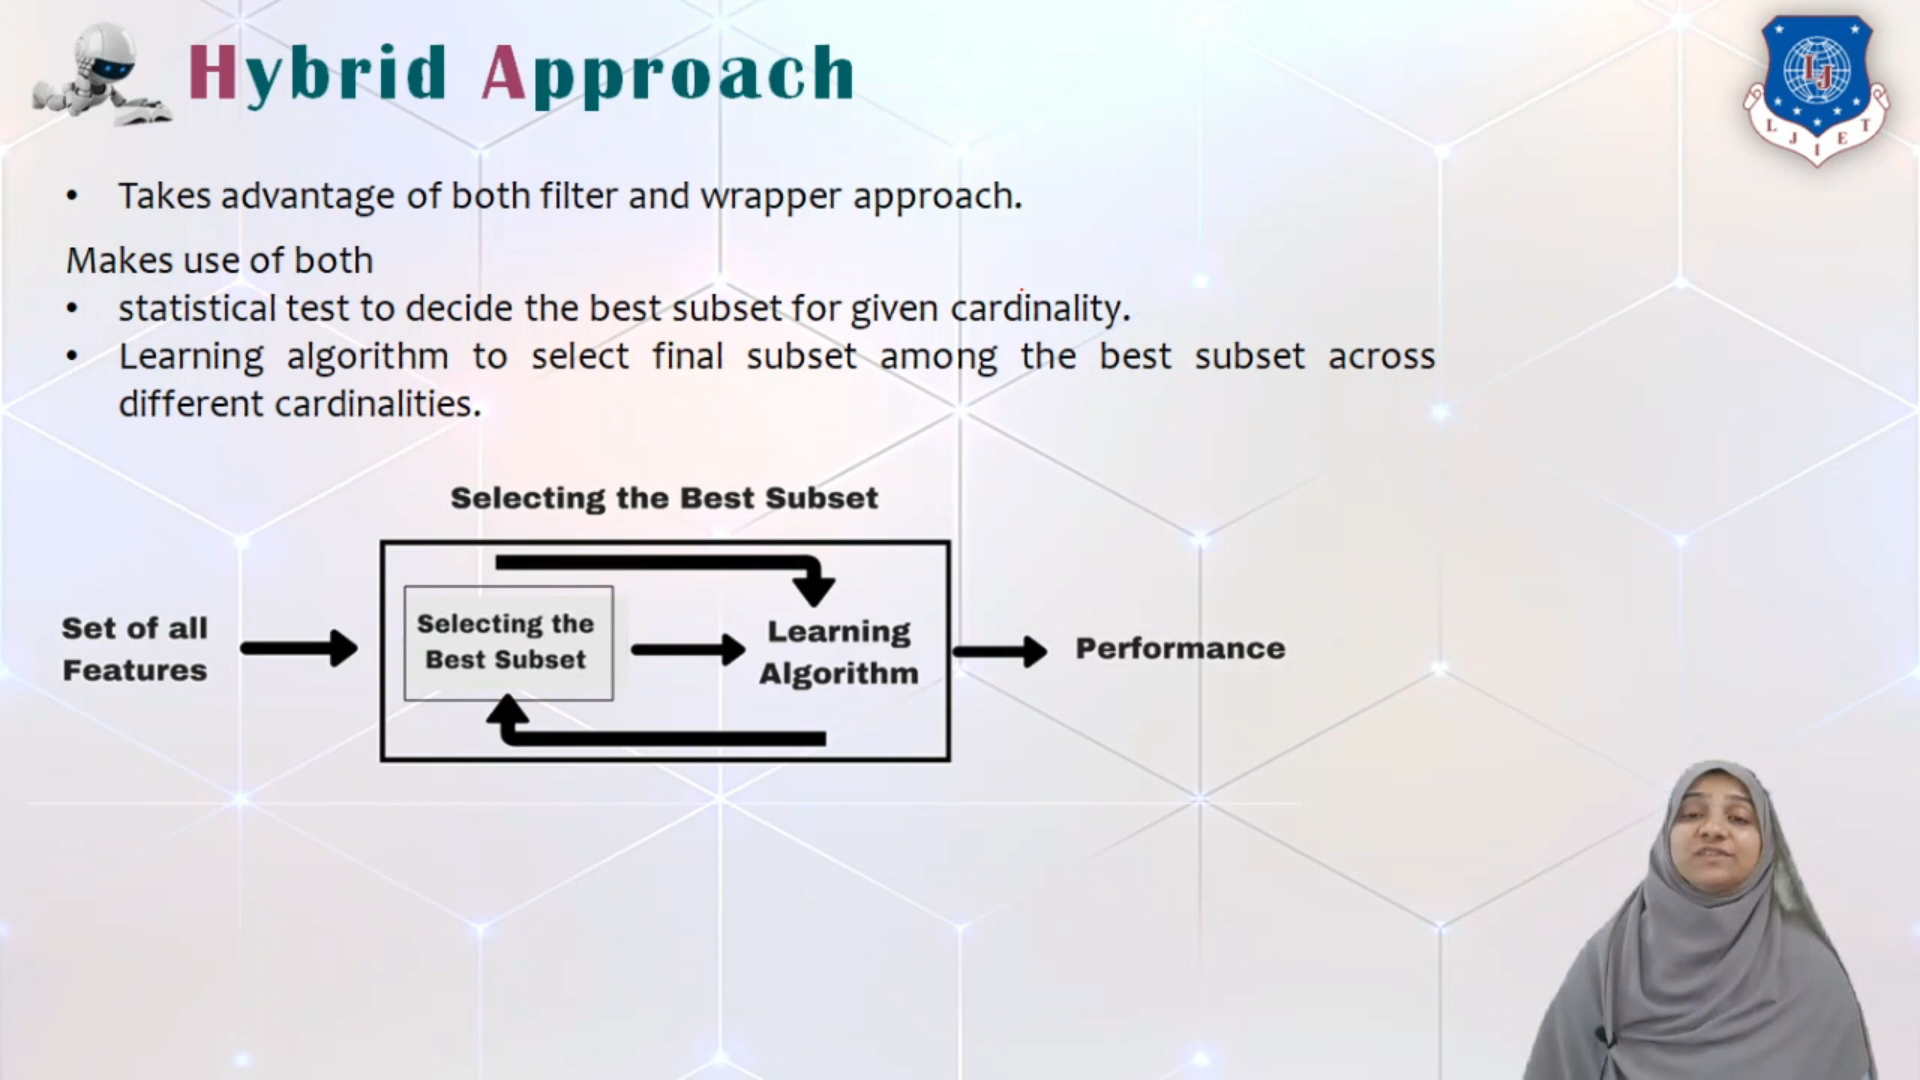 Hybrid Approach
LJ
L J I E T
• Takes advantage of both filter and wrapper approach.
Makes use of both
• statistical test to decide the best subset for given cardinality.
• Learning algorithm to select final subset among the best subset across
different cardinalities.
Selecting the Best Subset
Set of all
Features
Selecting the
Best Subset
Learning
Algorithm
Performance